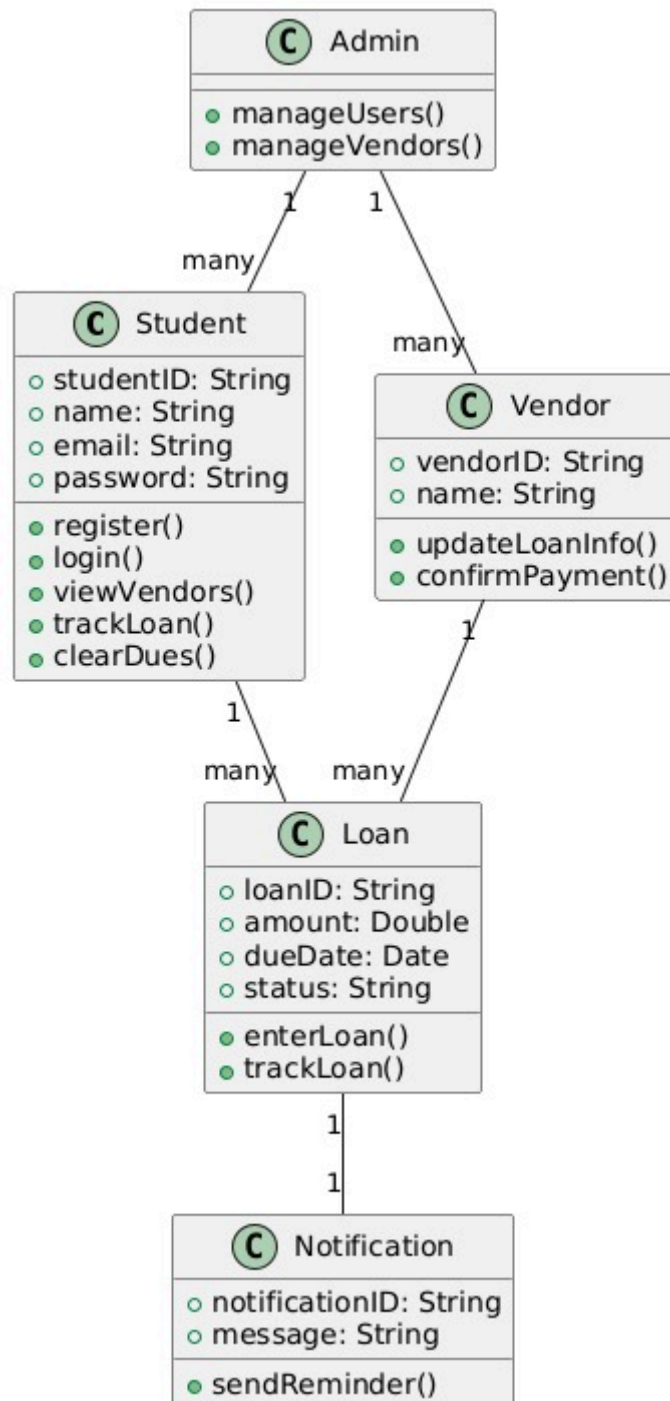 C Admin
manageUsers()
manageVendors()
1 1
many
many
C Student
studentID: String
name: String
email: String
password: String
register()
login()
viewVendors()
trackLoan()
clearDues()
C Vendor
vendorID: String
name: String
updateLoanInfo()
confirmPayment()
1
1
many many
C Loan
loanID: String
amount: Double
dueDate: Date
status: String
enterLoan()
trackLoan()
1
1
C Notification
notificationID: String
message: String
sendReminder()